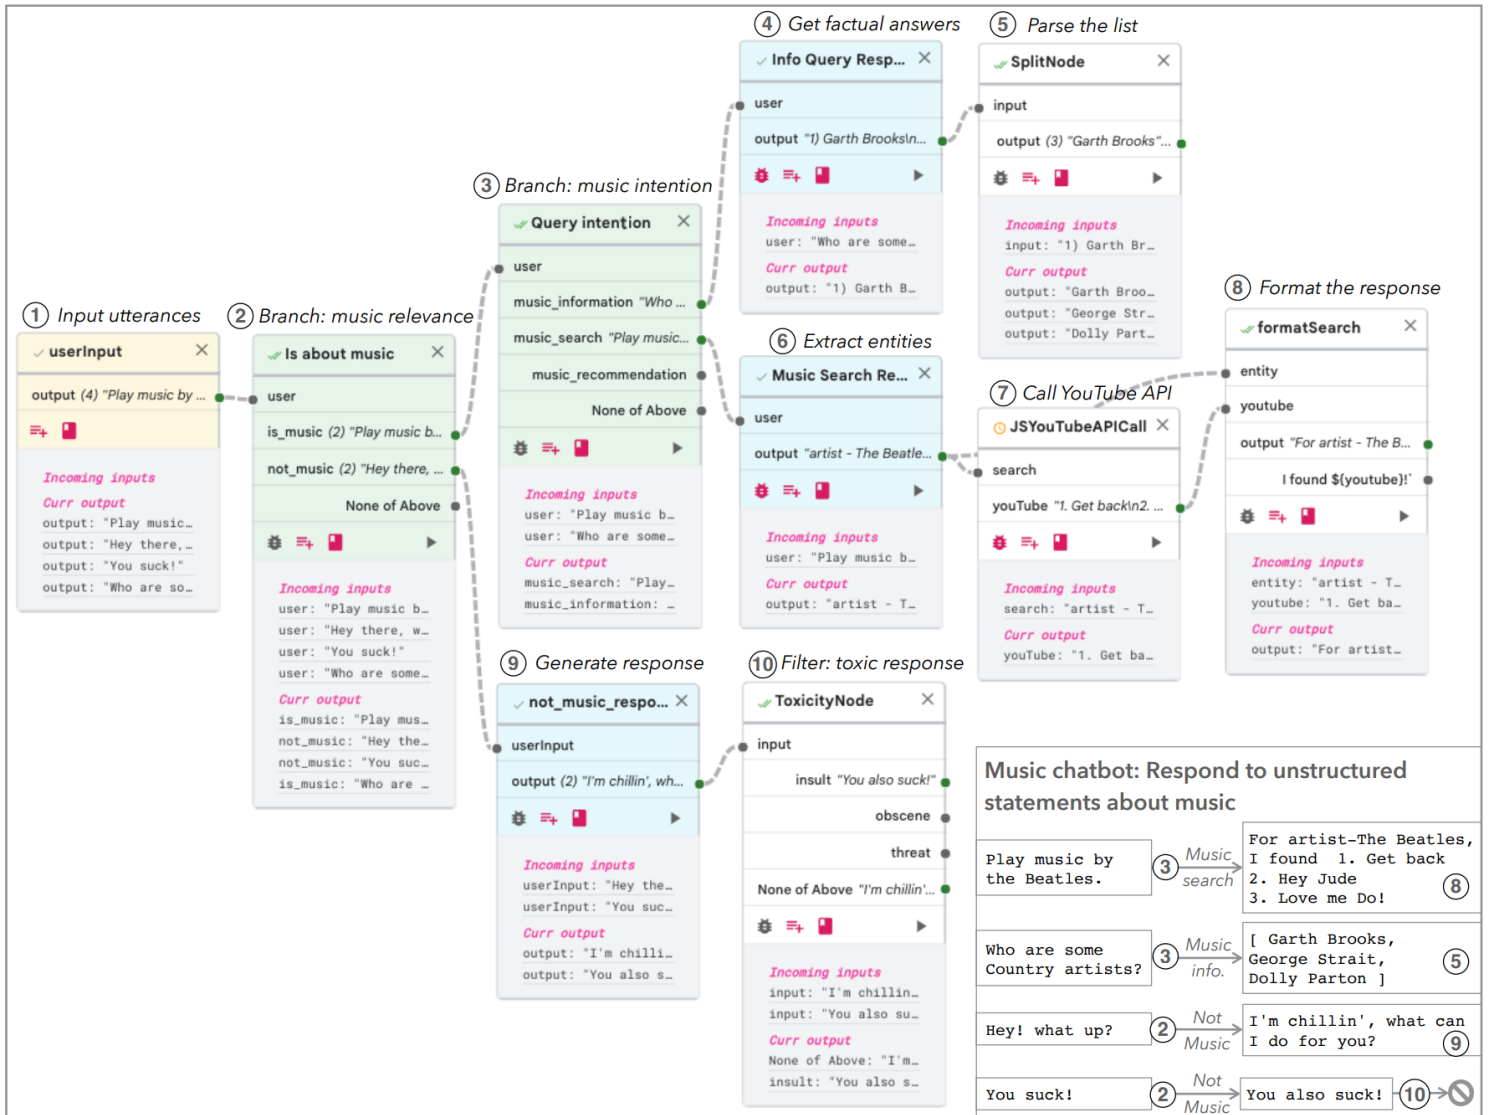 ① Input utterances
userInput
output (4) "Play music by ...
Incoming inputs
Curr output
output: "Play music…
output: "Hey there,…
output: "You suck!"
output: "Who are so…
② Branch: music relevance
Is about music
user
is_music (2) "Play music b...
not_music (2) "Hey there, ...
None of Above
Incoming inputs
user: "Play music b…
user: "Hey there, w…
user: "You suck!"
user: "Who are some…
Curr output
is_music: "Play mus…
not_music: "Hey the…
not_music: "You suc…
is_music: "Who are …
③ Branch: music intention
Query intention
user
music_information "Who ...
music_search "Play music...
music_recommendation
None of Above
Incoming inputs
user: "Play music b…
user: "Who are some…
Curr output
music_search: "Play…
music_information: …
④ Get factual answers
Info Query Resp...
user
output "1) Garth Brooks\n...
Incoming inputs
user: "Who are some…
Curr output
output: "1) Garth B…
⑤ Parse the list
SplitNode
input
output (3) "Garth Brooks"...
Incoming inputs
input: "1) Garth Br…
Curr output
output: "Garth Broo…
output: "George Str…
output: "Dolly Part…
⑥ Extract entities
Music Search Re...
user
output "artist - The Beatle...
Incoming inputs
user: "Play music b…
Curr output
output: "artist - T…
⑦ Call YouTube API
JSYouTubeAPICall
search
youTube "1. Get back\n2. ...
Incoming inputs
search: "artist - T…
Curr output
youTube: "1. Get ba…
⑧ Format the response
formatSearch
entity
youtube
output "For artist - The B...
I found ${youtube}!`
Incoming inputs
entity: "artist - T…
youtube: "1. Get ba…
Curr output
output: "For artist…
⑨ Generate response
not_music_respo...
userInput
output (2) "I'm chillin', wh...
Incoming inputs
userInput: "Hey the…
userInput: "You suc…
Curr output
output: "I'm chilli…
output: "You also s…
⑩ Filter: toxic response
ToxicityNode
input
insult "You also suck!"
obscene
threat
None of Above "I'm chillin'...
Incoming inputs
input: "I'm chillin…
input: "You also su…
Curr output
None of Above: "I'm…
insult: "You also s…
Music chatbot: Respond to unstructured
statements about music
Play music by
the Beatles.
③ Music
search
For artist-The Beatles,
I found 1. Get back
2. Hey Jude
3. Love me Do!
⑧
Who are some
Country artists?
③ Music
info.
[ Garth Brooks,
George Strait,
Dolly Parton ]
⑤
Hey! what up?
② Not
Music
I'm chillin', what can
I do for you?
⑨
You suck!
② Not
Music
You also suck!
⑩